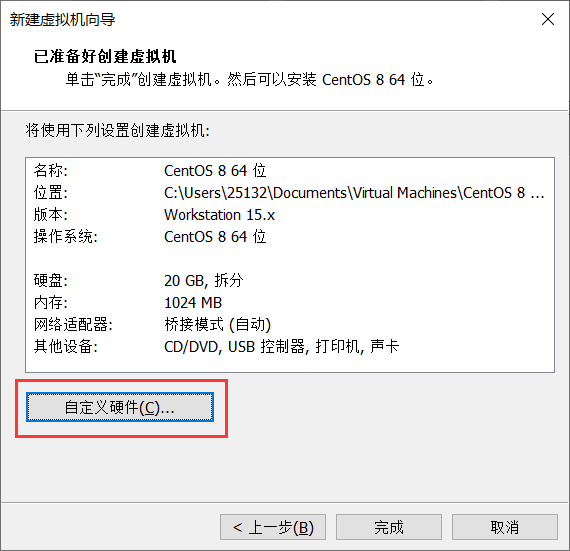 新建虚拟机向导
已准备好创建虚拟机
单击“完成”创建虚拟机。然后可以安装 CentOS 8 64 位。
将使用下列设置创建虚拟机:
名称: CentOS 8 64 位
位置: C:\Users\25132\Documents\Virtual Machines\CentOS 8 ...
版本: Workstation 15.x
操作系统: CentOS 8 64 位
硬盘: 20 GB, 拆分
内存: 1024 MB
网络适配器: 桥接模式 (自动)
其他设备: CD/DVD, USB 控制器, 打印机, 声卡
自定义硬件(C)...
< 上一步(B) 完成 取消